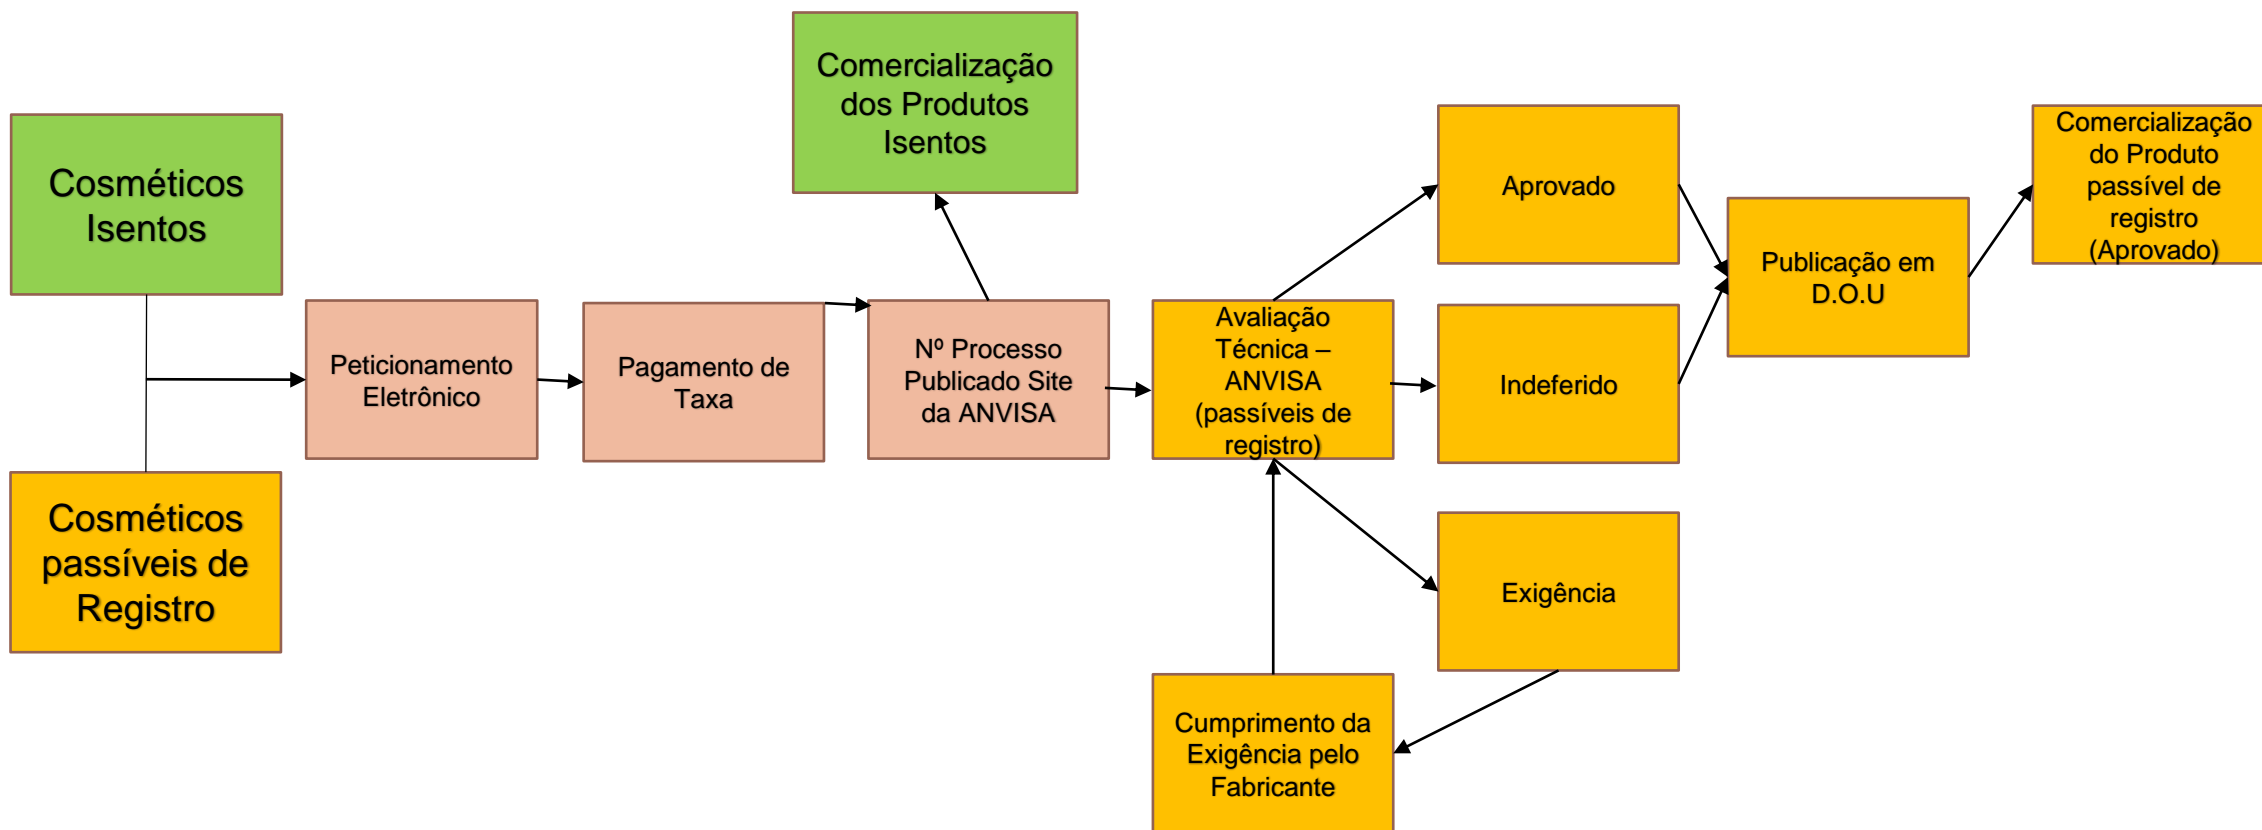 Cosméticos
Isentos
Cosméticos
passíveis de
Registro
Peticionamento
Eletrônico
Pagamento de
Taxa
Comercialização
dos Produtos
Isentos
Nº Processo
Publicado Site
da ANVISA
Avaliação
Técnica –
ANVISA
(passíveis de
registro)
Aprovado
Indeferido
Exigência
Cumprimento da
Exigência pelo
Fabricante
Publicação em
D.O.U
Comercialização
do Produto
passível de
registro
(Aprovado)